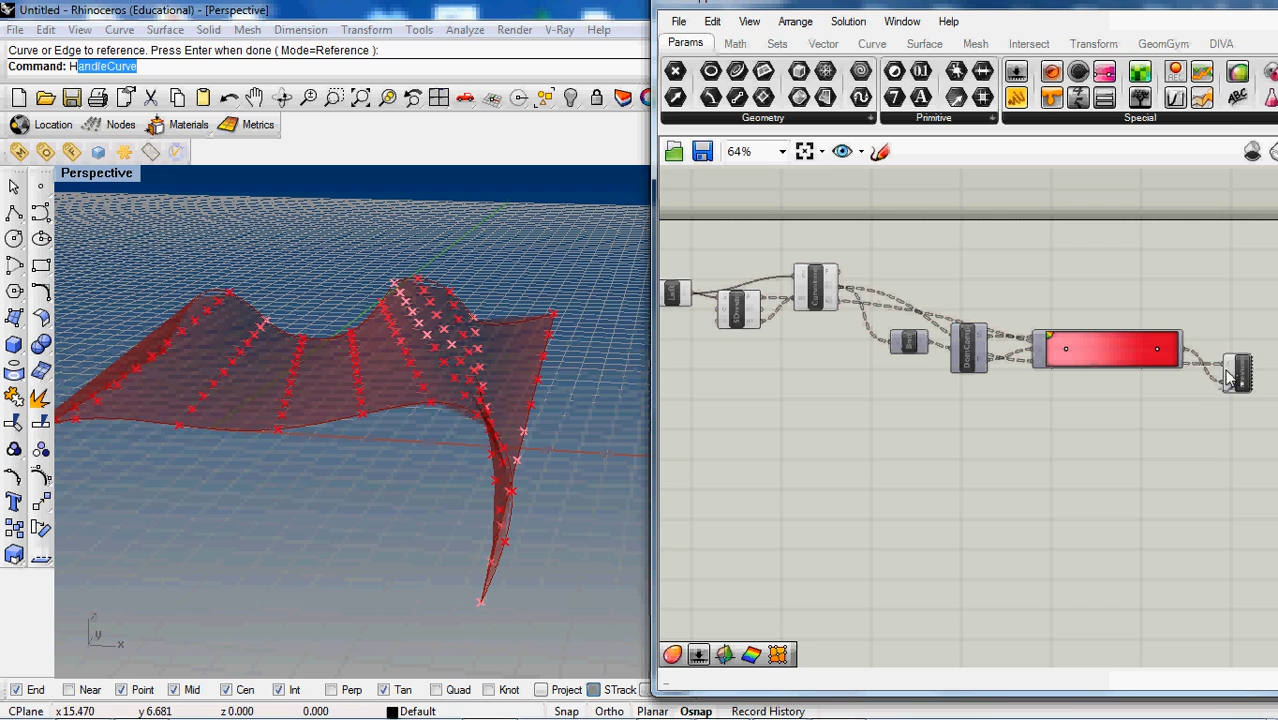 Untitled - Rhinoceros (Educational) - [Perspective]
File Edit View Curve Surface Solid Mesh Dimension Transform Tools Analyze Render V-Ray Help
Curve or Edge to reference. Press Enter when done ( Mode=Reference ):
Command: HandleCurve
Location Nodes Materials Metrics
Perspective
y
x
End Near Point Mid Cen Int Perp Tan Quad Knot Project STrack
CPlane x 15.470 y 6.681 z 0.000 0.000 Default Snap Ortho Planar Osnap Record History
File Edit View Arrange Solution Window Help
Params Math Sets Vector Curve Surface Mesh Intersect Transform GeomGym DIVA
Geometry Primitive Special
64%
Loft